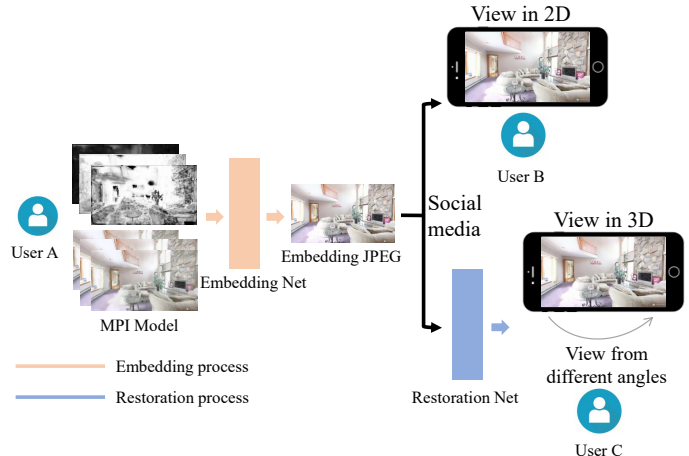 View in 2D
User B
User A
MPI Model
Embedding Net
Embedding JPEG
Social
media
View in 3D
Restoration Net
View from
different angles
User C
Embedding process
Restoration process